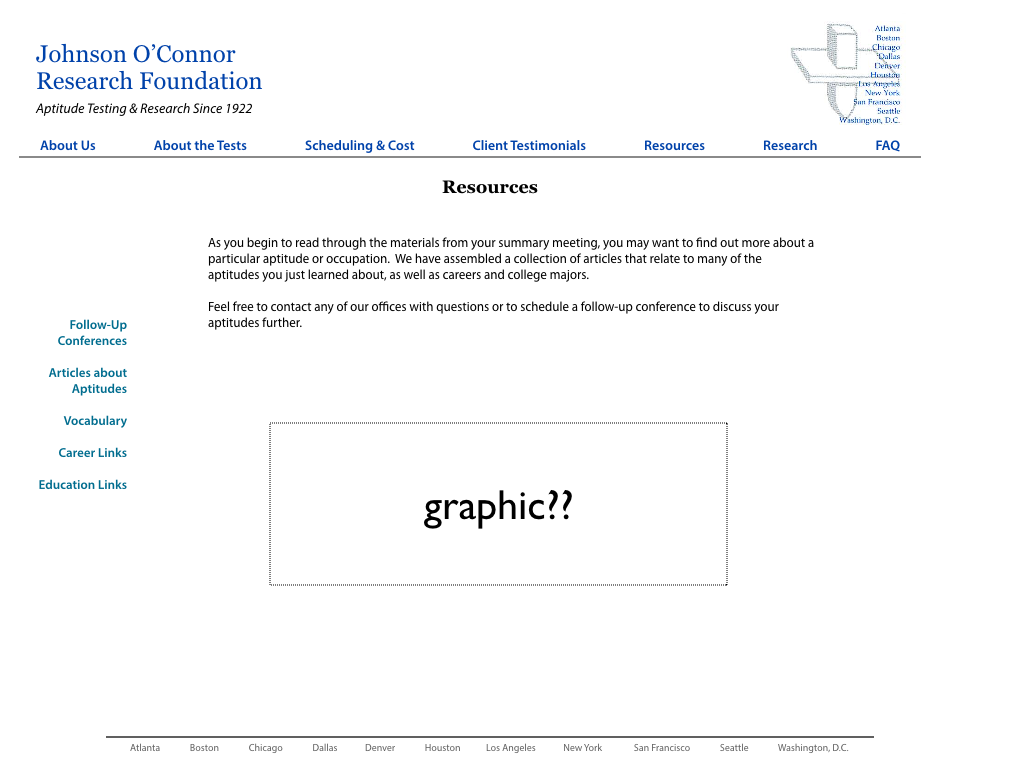 Johnson O’Connor
Research Foundation
Aptitude Testing & Research Since 1922
Atlanta
Boston
Chicago
Dallas
Denver
Houston
Los Angeles
New York
San Francisco
Seattle
Washington, D.C.
About Us About the Tests Scheduling & Cost Client Testimonials Resources Research FAQ
Resources
As you begin to read through the materials from your summary meeting, you may want to find out more about a
particular aptitude or occupation. We have assembled a collection of articles that relate to many of the
aptitudes you just learned about, as well as careers and college majors.
Feel free to contact any of our offices with questions or to schedule a follow-up conference to discuss your
aptitudes further.
Follow-Up
Conferences
Articles about
Aptitudes
Vocabulary
Career Links
Education Links
graphic??
Atlanta Boston Chicago Dallas Denver Houston Los Angeles New York San Francisco Seattle Washington, D.C.